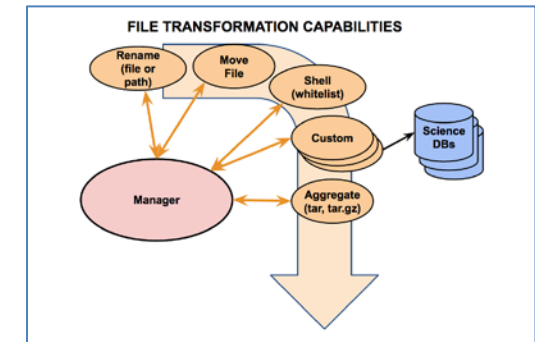 FILE TRANSFORMATION CAPABILITIES
Rename
(file or
path)
Move
File
Shell
(whitelist)
Custom
Science
DBs
Manager
Aggregate
(tar, tar.gz)